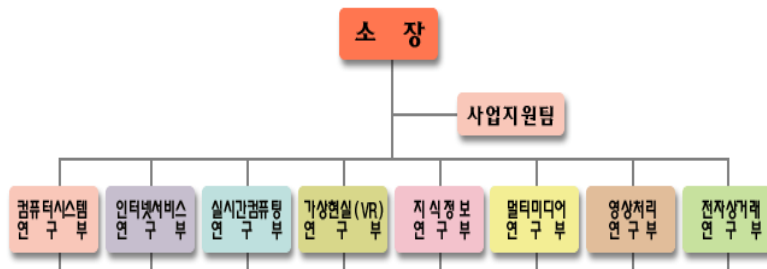 소 장
사업지원팀
컴퓨터시스템
연 구 부
인터넷서비스
연 구 부
실시간컴퓨팅
연 구 부
가상현실(VR)
연 구 부
지식정보
연 구 부
멀티미디어
연 구 부
영상처리
연 구 부
전자상거래
연 구 부